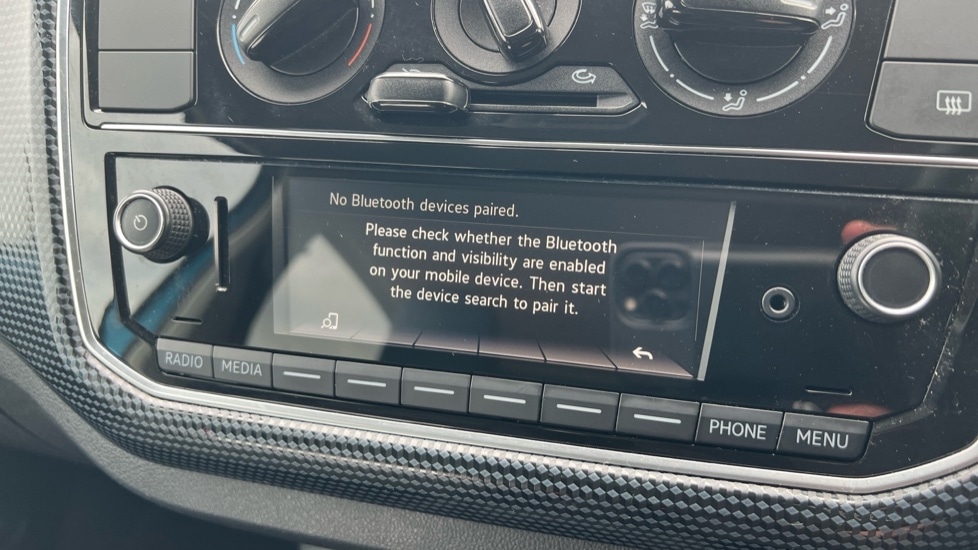 No Bluetooth devices paired.
Please check whether the Bluetooth
function and visibility are enabled
on your mobile device. Then start
the device search to pair it.
RADIO
MEDIA
PHONE
MENU